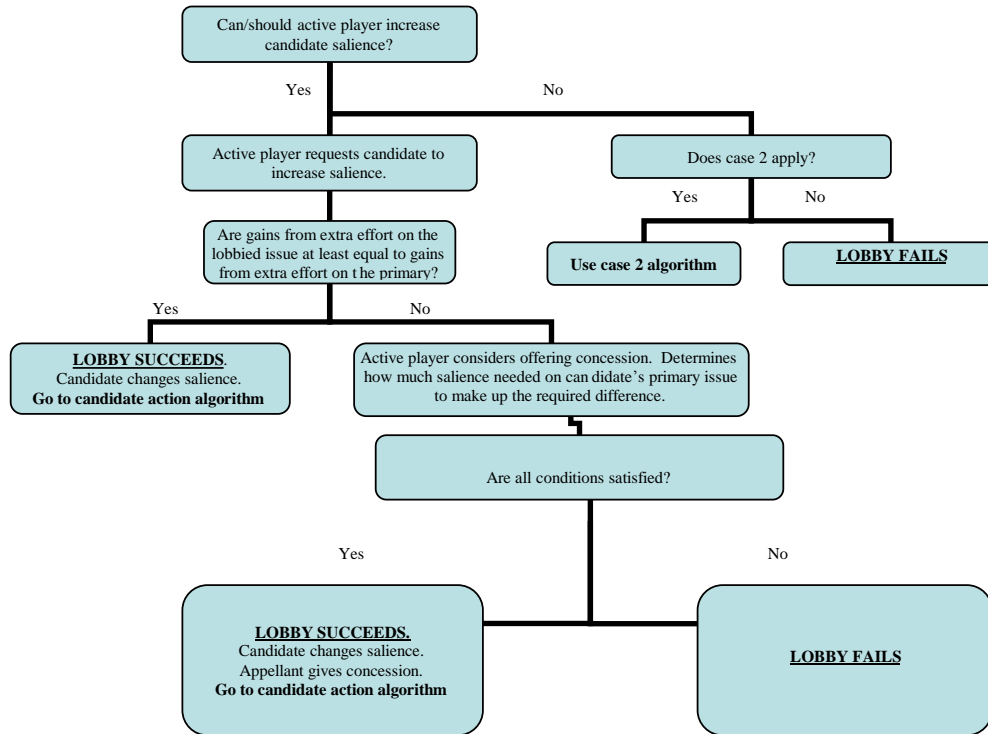 Can/should active player increase
candidate salience?
Yes
No
Active player requests candidate to
increase salience.
Does case 2 apply?
Yes
No
Are gains from extra effort on the
lobbied issue at least equal to gains
from extra effort on the primary?
Use case 2 algorithm
LOBBY FAILS
Yes
No
LOBBY SUCCEEDS.
Candidate changes salience.
Go to candidate action algorithm
Active player considers offering concession. Determines
how much salience needed on can didate's primary issue
to make up the required difference.
Are all conditions satisfied?
Yes
No
LOBBY SUCCEEDS.
Candidate changes salience.
Appellant gives concession.
Go to candidate action algorithm
LOBBY FAILS